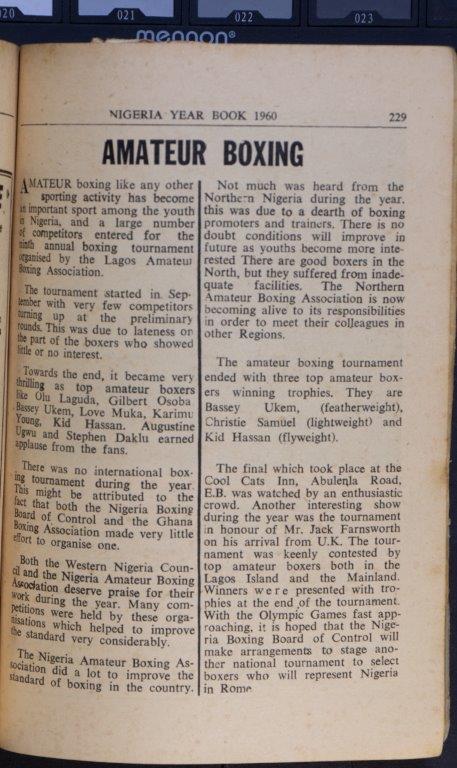 020
021
022
023
mennon®
NIGERIA YEAR BOOK 1960 229
AMATEUR BOXING
AMATEUR boxing like any other
sporting activity has become
an important sport among the youth
in Nigeria, and a large number
of competitors entered for the
ninth annual boxing tournament
organised by the Lagos Amateur
Boxing Association.
The tournament started in Sep-
tember with very few competitors
turning up at the preliminary
rounds. This was due to lateness on
the part of the boxers who showed
little or no interest.
Towards the end, it became very
thrilling as top amateur boxers
like Olu Laguda, Gilbert Osoba
Bassey Ukem, Love Muka, Karimu
Young, Kid Hassan. Augustine
Ugwu and Stephen Daklu earned
applause from the fans.
There was no international box-
ing tournament during the year.
This might be attributed to the
fact that both the Nigeria Boxing
Board of Control and the Ghana
Boxing Association made very little
effort to organise one.
Both the Western Nigeria Coun-
cil and the Nigeria Amateur Boxing
Association deserve praise for their
work during the year. Many com-
petitions were held by these orga-
nisations which helped to improve
the standard very considerably.
The Nigeria Amateur Boxing As-
sociation did a lot to improve the
standard of boxing in the country.
Not much was heard from the
Northern Nigeria during the year.
this was due to a dearth of boxing
promoters and trainers. There is no
doubt conditions will improve in
future as youths become more inte-
rested There are good boxers in the
North, but they suffered from inade-
quate facilities. The Northern
Amateur Boxing Association is now
becoming alive to its responsibilities
in order to meet their colleagues in
other Regions.
The amateur boxing tournament
ended with three top amateur box-
ers winning trophies. They are
Bassey Ukem, (featherweight),
Christie Samuel (lightweight) and
Kid Hassan (flyweight).
The final which took place at the
Cool Cats Inn, Abulenla Road,
E.B. was watched by an enthusiastic
crowd. Another interesting show
during the year was the tournament
in honour of Mr. Jack Farnsworth
on his arrival from U.K. The tour-
nament was keenly contested by
top amateur boxers both in the
Lagos Island and the Mainland.
Winners were presented with tro-
phies at the end of the tournament.
With the Olympic Games fast app-
roaching, it is hoped that the Nige-
ria Boxing Board of Control will
make arrangements to stage ano-
ther national tournament to select
boxers who will represent Nigeria
in Rome